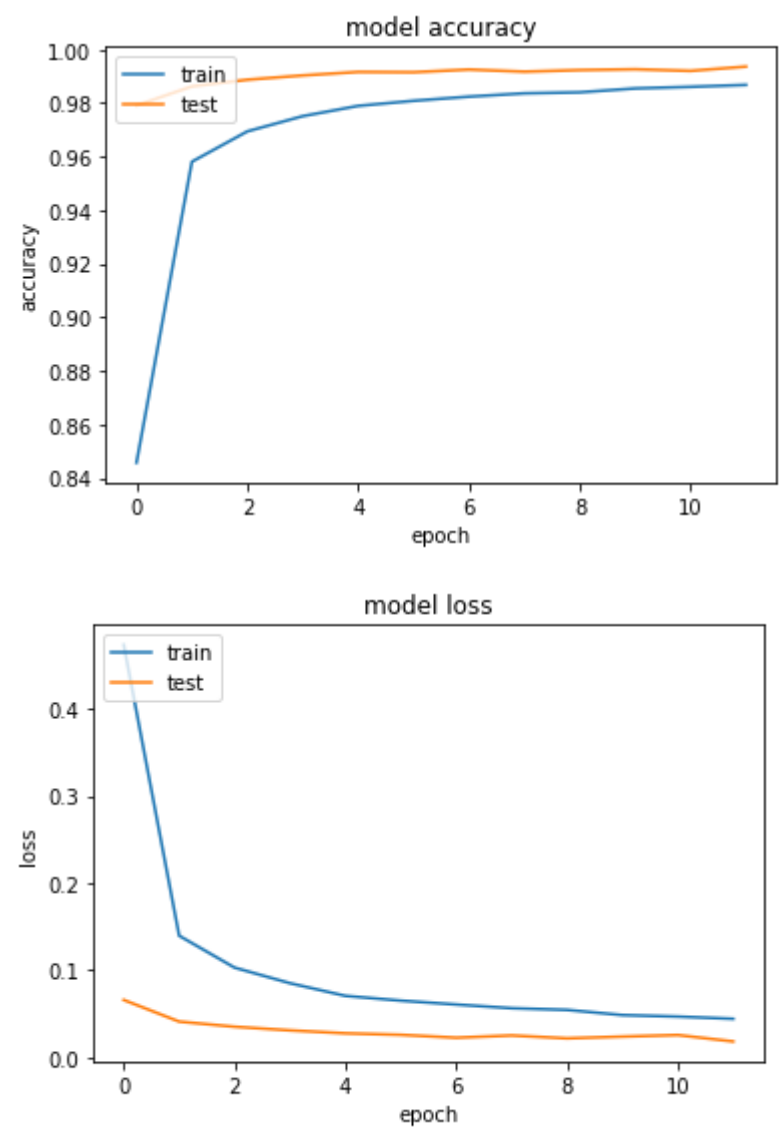 model accuracy
1.00
train
test
0.98
0.96
0.94
0.92
accuracy
0.90
0.88
0.86
0.84
0 2 4 6 8 10
epoch
model loss
train
test
0.4
0.3
loss
0.2
0.1
0.0
0 2 4 6 8 10
epoch